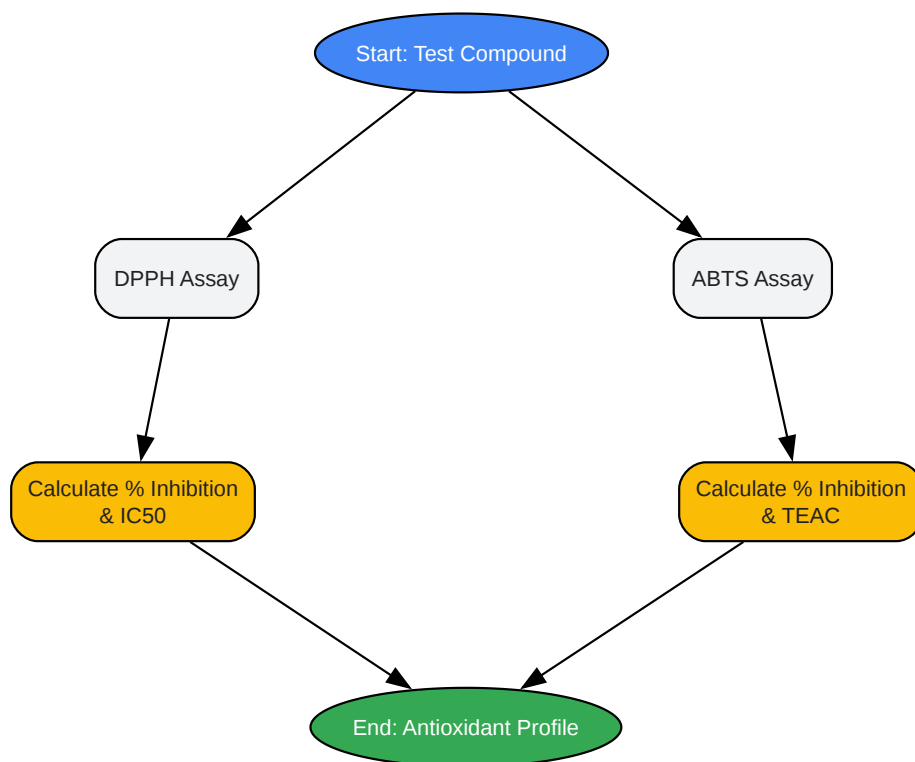 Start: Test Compound
DPPH Assay
ABTS Assay
Calculate % Inhibition
& IC50
Calculate % Inhibition
& TEAC
End: Antioxidant Profile